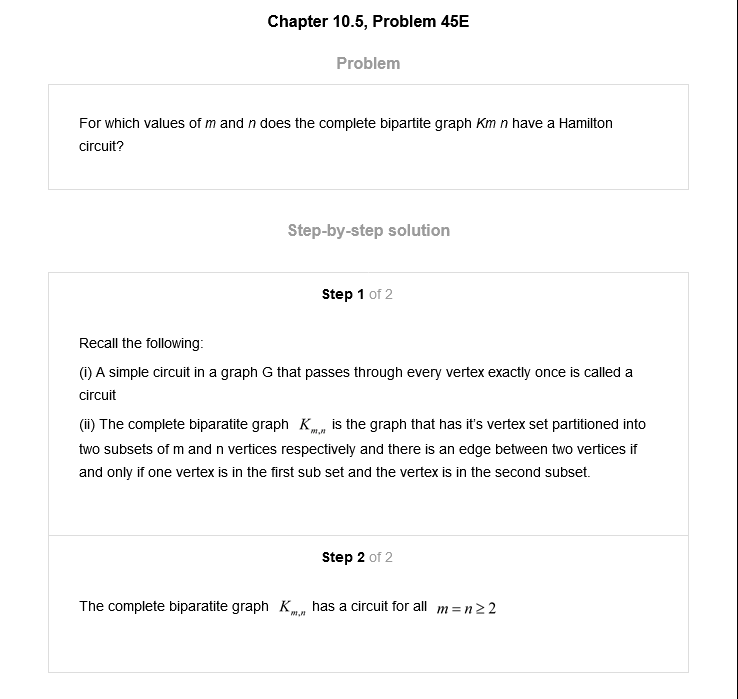 Chapter 10.5, Problem 45E
Problem
For which values of m and n does the complete bipartite graph Km n have a Hamilton
circuit?
Step-by-step solution
Step 1 of 2
Recall the following:
(i) A simple circuit in a graph G that passes through every vertex exactly once is called a
circuit
(ii) The complete biparatite graph K_{m,n} is the graph that has it's vertex set partitioned into
two subsets of m and n vertices respectively and there is an edge between two vertices if
and only if one vertex is in the first sub set and the vertex is in the second subset.
Step 2 of 2
The complete biparatite graph K_{m,n} has a circuit for all m = n ≥ 2